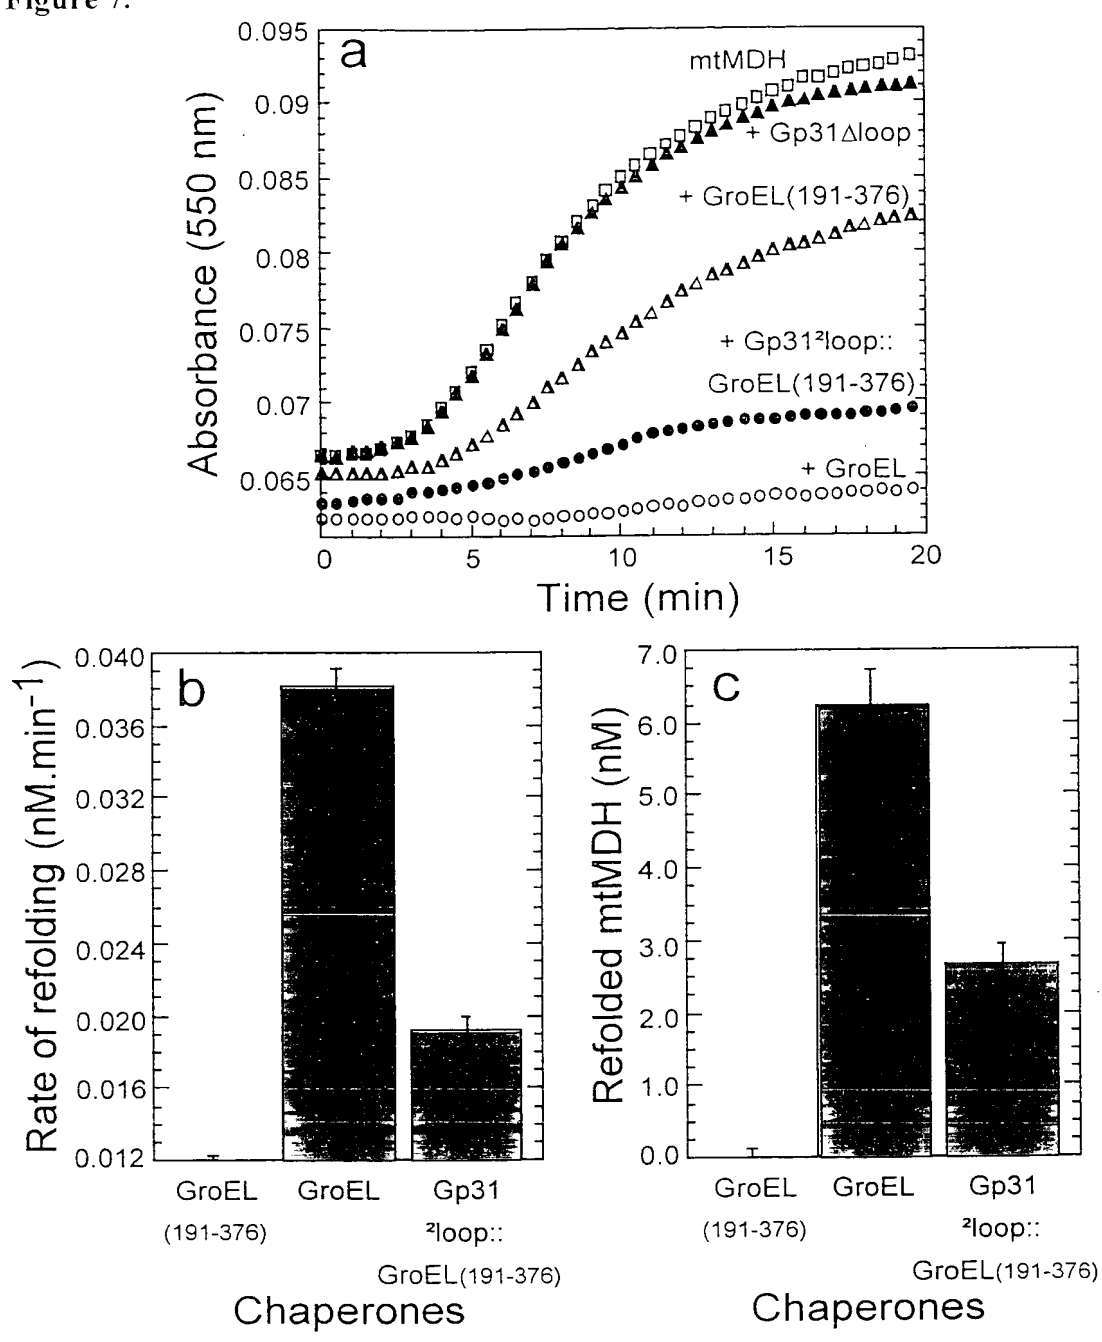 Figure 7.
a
Absorbance (550 nm)
0.095
0.09
0.085
0.08
0.075
0.07
0.065
mtMDH
+ Gp31Δloop
+ GroEL(191-376)
+ Gp31²loop::
GroEL(191-376)
+ GroEL
0 5 10 15 20
Time (min)
b
Rate of refolding (nM.min⁻¹)
0.040
0.036
0.032
0.028
0.024
0.020
0.016
0.012
GroEL GroEL Gp31
(191-376) ²loop::
GroEL(191-376)
Chaperones
c
Refolded mtMDH (nM)
7.0
6.0
5.0
4.0
3.0
2.0
1.0
0.0
GroEL GroEL Gp31
(191-376) ²loop::
GroEL(191-376)
Chaperones